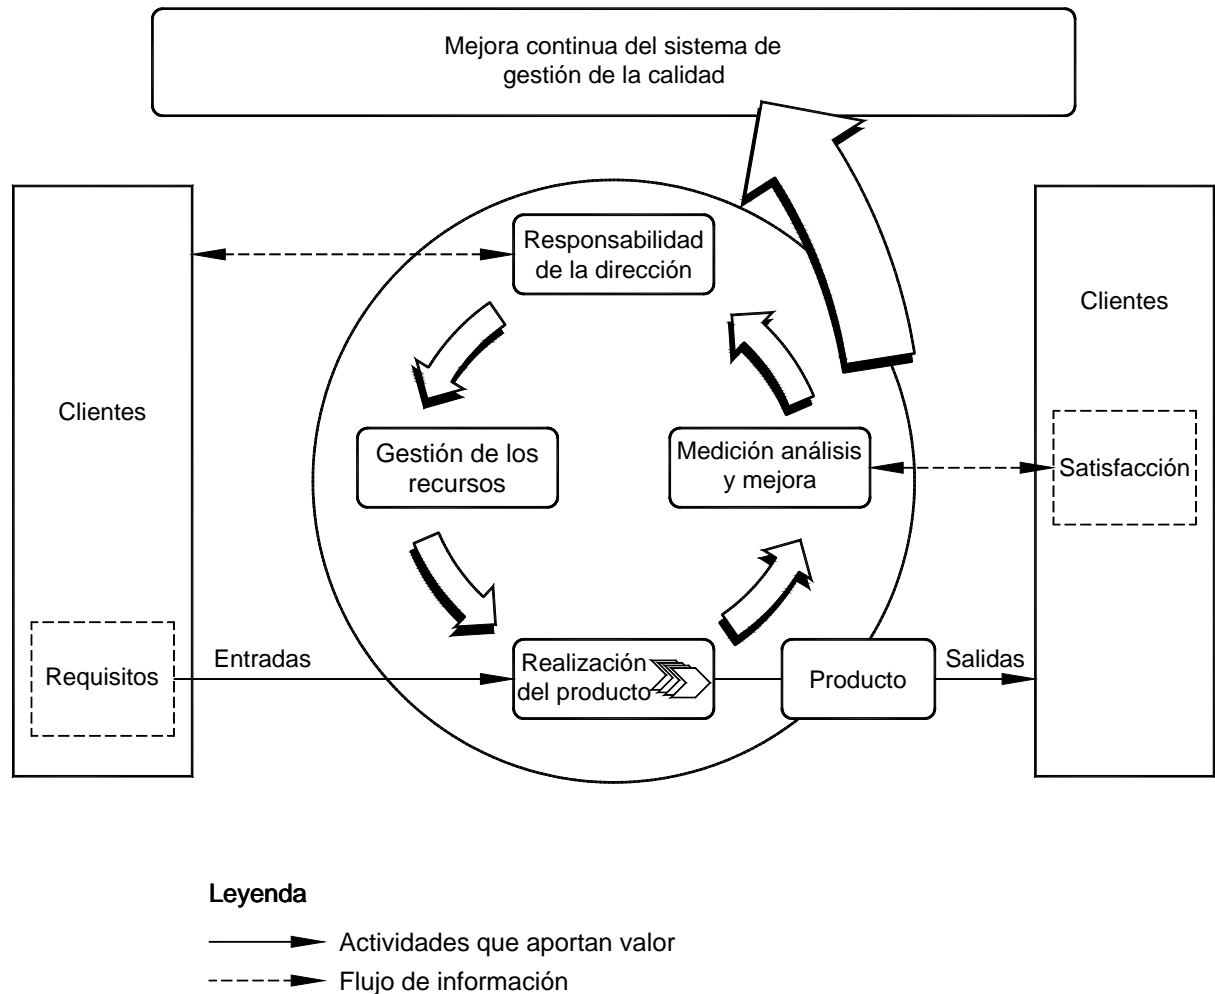 Mejora continua del sistema de
gestión de la calidad
Responsabilidad
de la dirección
Clientes
Clientes
Gestión de los
recursos
Medición análisis
y mejora
Satisfacción
Requisitos
Entradas
Realización
del producto
Producto
Salidas
Leyenda
Actividades que aportan valor
Flujo de información